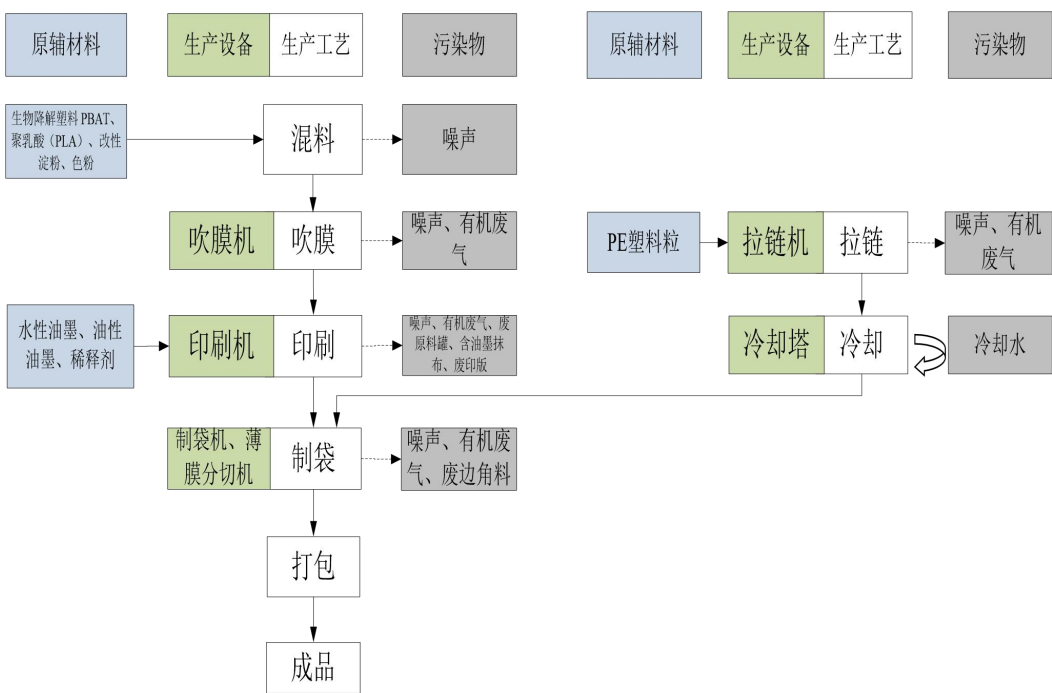 原辅材料
生产设备
生产工艺
污染物
原辅材料
生产设备
生产工艺
污染物
生物降解塑料 PBAT、
聚乳酸（PLA）、改性
淀粉、色粉
混料
噪声
吹膜机
吹膜
噪声、有机废
气
PE塑料粒
拉链机
拉链
噪声、有机
废气
水性油墨、油性
油墨、稀释剂
印刷机
印刷
噪声、有机废气、废
原料罐、含油墨抹
布、废印版
冷却塔
冷却
冷却水
制袋机、薄
膜分切机
制袋
噪声、有机废
气、废边角料
打包
成品